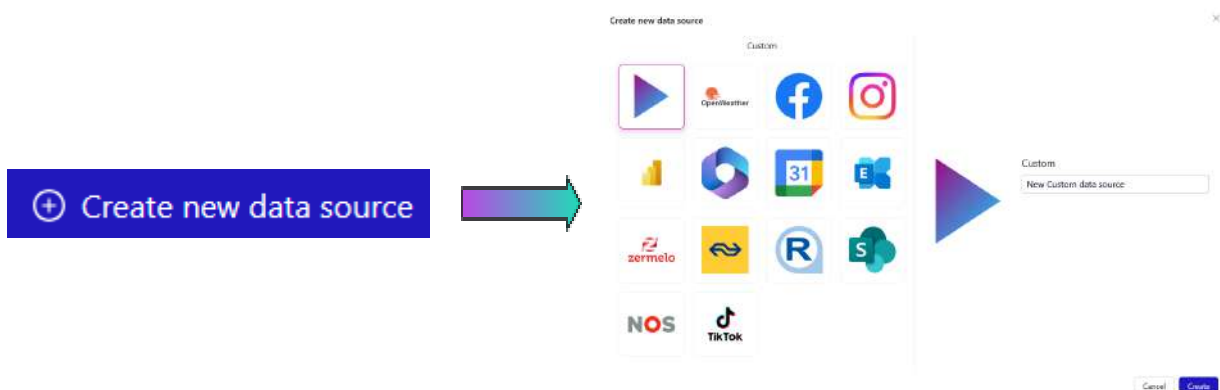 Create new data source
Create new data source
Custom
OpenWeather
31
E
zermelo
R
S
NOS
TikTok
Custom
New Custom data source
Cancel
Create